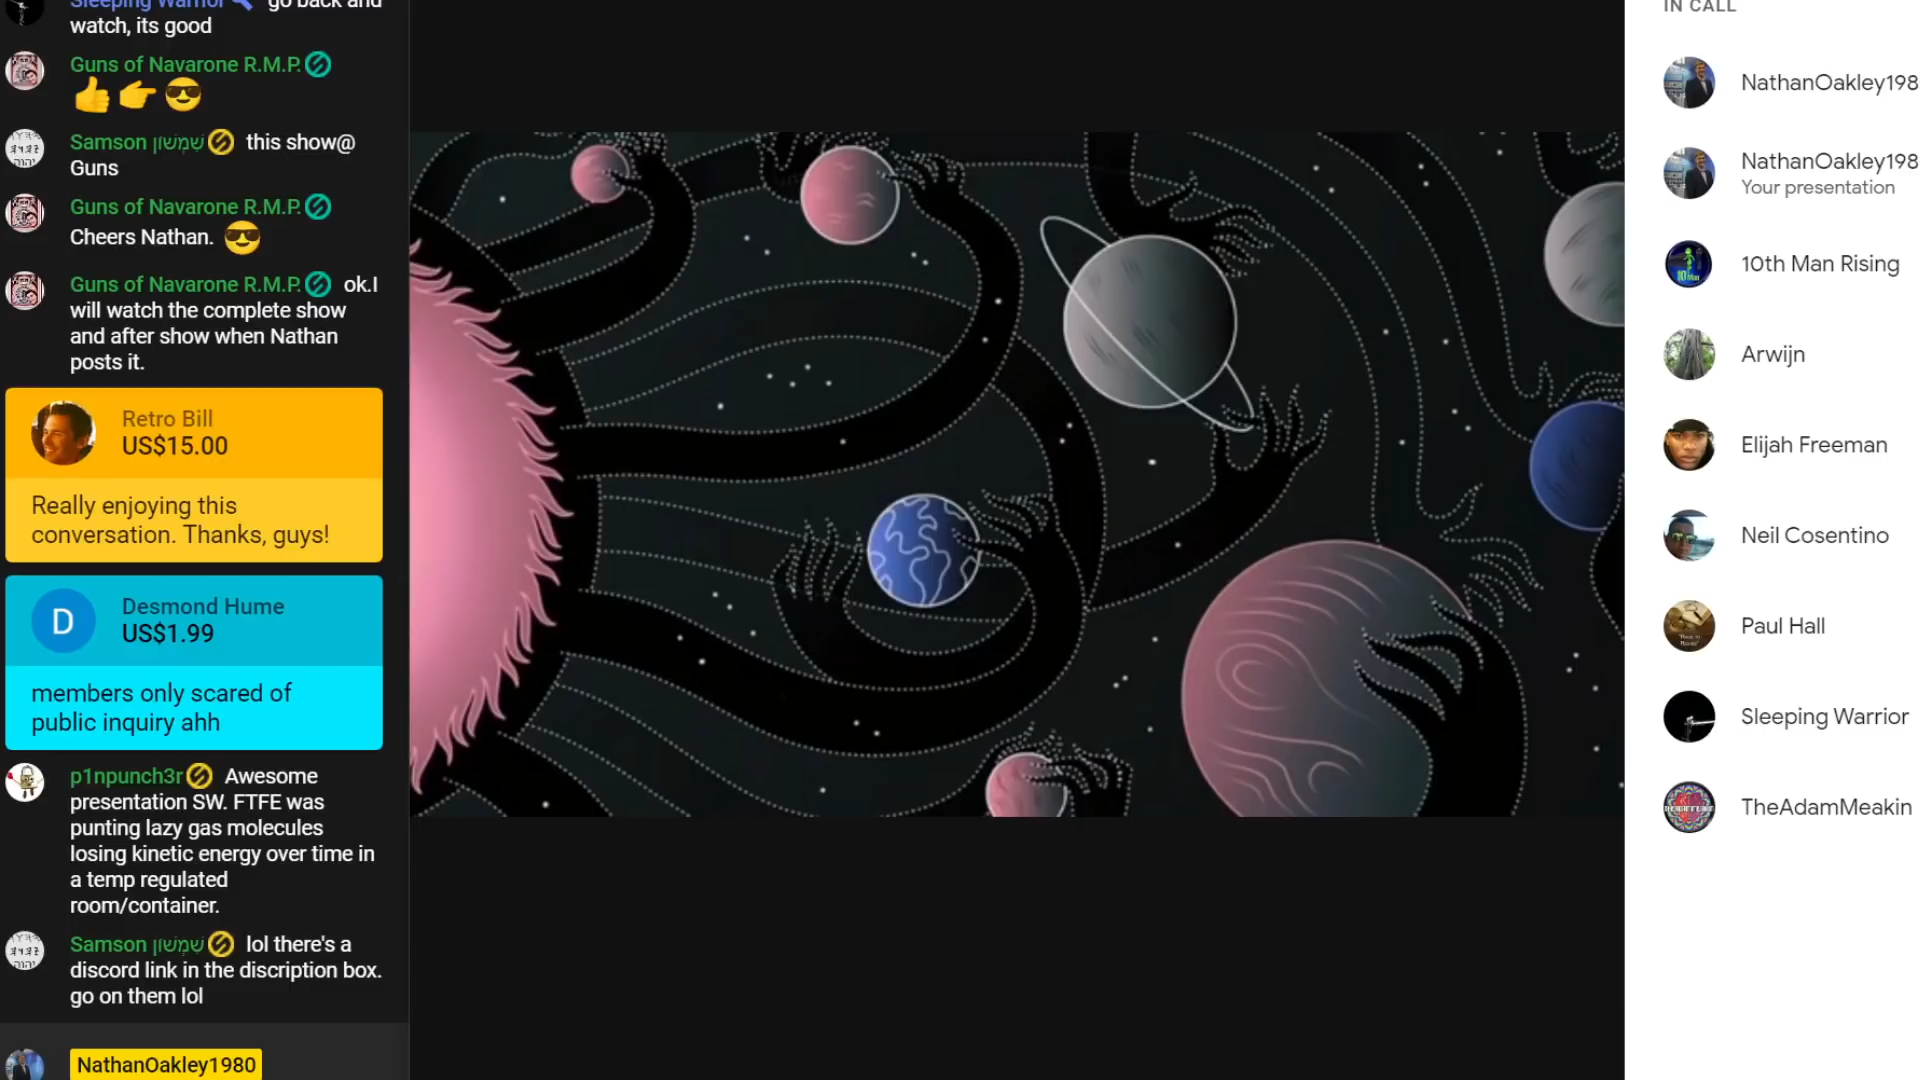 Sleeping Warrior go back and
watch, its good
Guns of Navarone R.M.P.
Samson שִׁמְשׁוֹן this show@
Guns
Guns of Navarone R.M.P.
Cheers Nathan.
Guns of Navarone R.M.P. ok.I
will watch the complete show
and after show when Nathan
posts it.
Retro Bill
US$15.00
Really enjoying this
conversation. Thanks, guys!
D
Desmond Hume
US$1.99
members only scared of
public inquiry ahh
p1npunch3r Awesome
presentation SW. FTFE was
punting lazy gas molecules
losing kinetic energy over time in
a temp regulated
room/container.
Samson שִׁמְשׁוֹן lol there's a
discord link in the discription box.
go on them lol
NathanOakley1980
IN CALL
NathanOakley198
NathanOakley198
Your presentation
10th Man Rising
Arwijn
Elijah Freeman
Neil Cosentino
Paul Hall
Sleeping Warrior
TheAdamMeakin